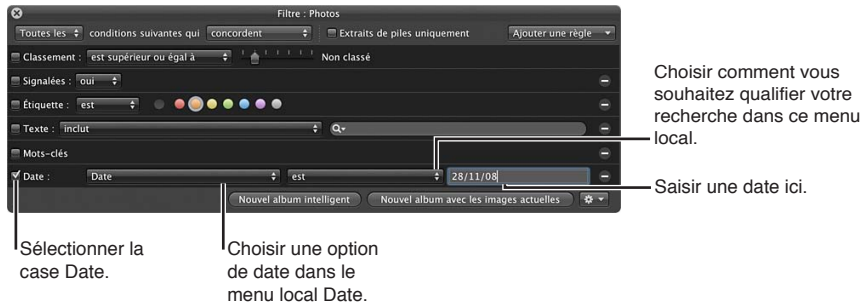 Filtre : Photos
Toutes les conditions suivantes qui concordent Extraits de piles uniquement Ajouter une règle
Classement : est supérieur ou égal à Non classé
Signalées : oui
Étiquette : est
Texte : inclut
Mots-clés
Date : Date est 28/11/08
Nouvel album intelligent Nouvel album avec les images actuelles
Choisir comment vous
souhaitez qualifier votre
recherche dans ce menu
local.
Saisir une date ici.
Sélectionner la
case Date.
Choisir une option
de date dans le
menu local Date.